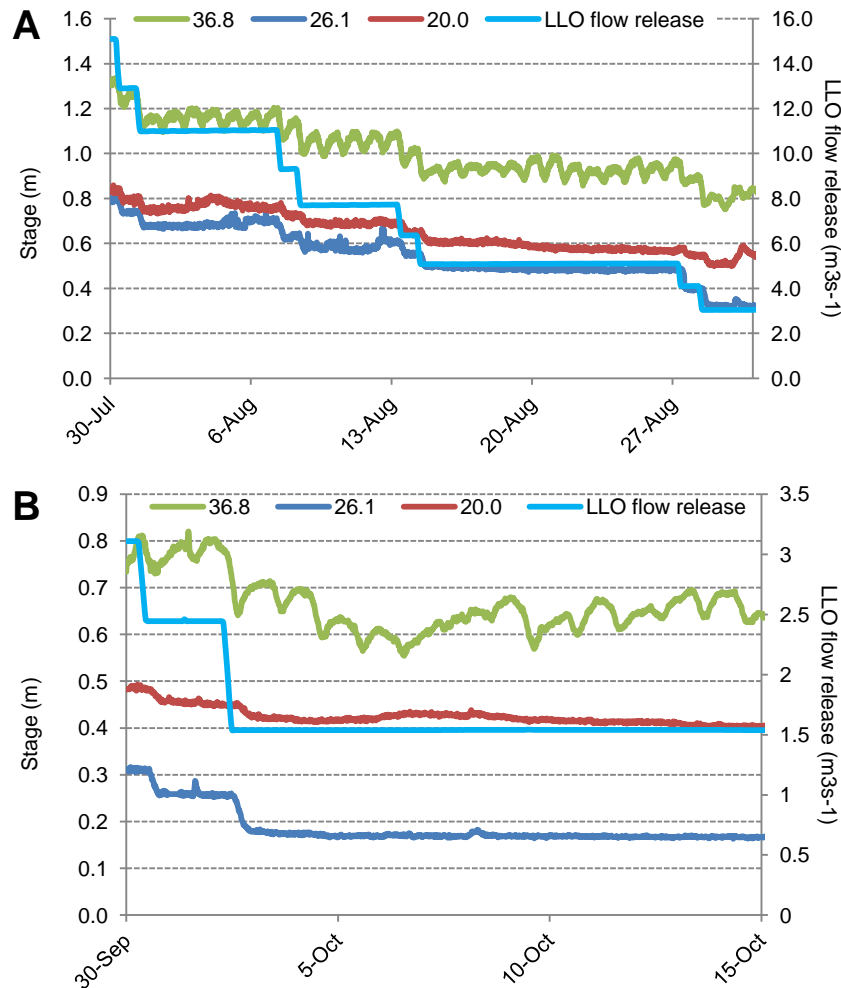 A
36.8 26.1 20.0 LLO flow release
1.6
1.4
1.2
1.0
0.8
0.6
0.4
0.2
0.0
Stage (m)
16.0
14.0
12.0
10.0
8.0
6.0
4.0
2.0
0.0
LLO flow release (m3s-1)
30-Jul
6-Aug
13-Aug
20-Aug
27-Aug
B
36.8 26.1 20.0 LLO flow release
0.9
0.8
0.7
0.6
0.5
0.4
0.3
0.2
0.1
0.0
Stage (m)
3.5
3
2.5
2
1.5
1
0.5
0
LLO flow release (m3s-1)
30-Sep
5-Oct
10-Oct
15-Oct